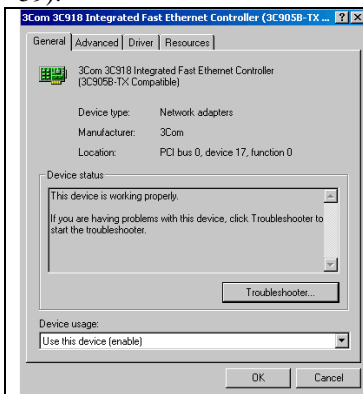 39).
3Com 3C918 Integrated Fast Ethernet Controller (3C905B-TX ...
General Advanced Driver Resources
3Com 3C918 Integrated Fast Ethernet Controller
(3C905B-TX Compatible)
Device type: Network adapters
Manufacturer: 3Com
Location: PCI bus 0, device 17, function 0
Device status
This device is working properly.
If you are having problems with this device, click Troubleshooter to
start the troubleshooter.
Troubleshooter...
Device usage:
Use this device (enable)
OK Cancel